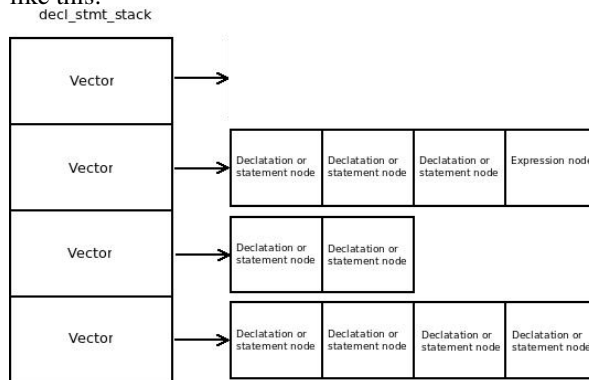 like this:
decl_stmt_stack
Vector
Vector
Declatation or
statement node
Declatation or
statement node
Declatation or
statement node
Expression node
Vector
Declatation or
statement node
Declatation or
statement node
Vector
Declatation or
statement node
Declatation or
statement node
Declatation or
statement node
Declatation or
statement node